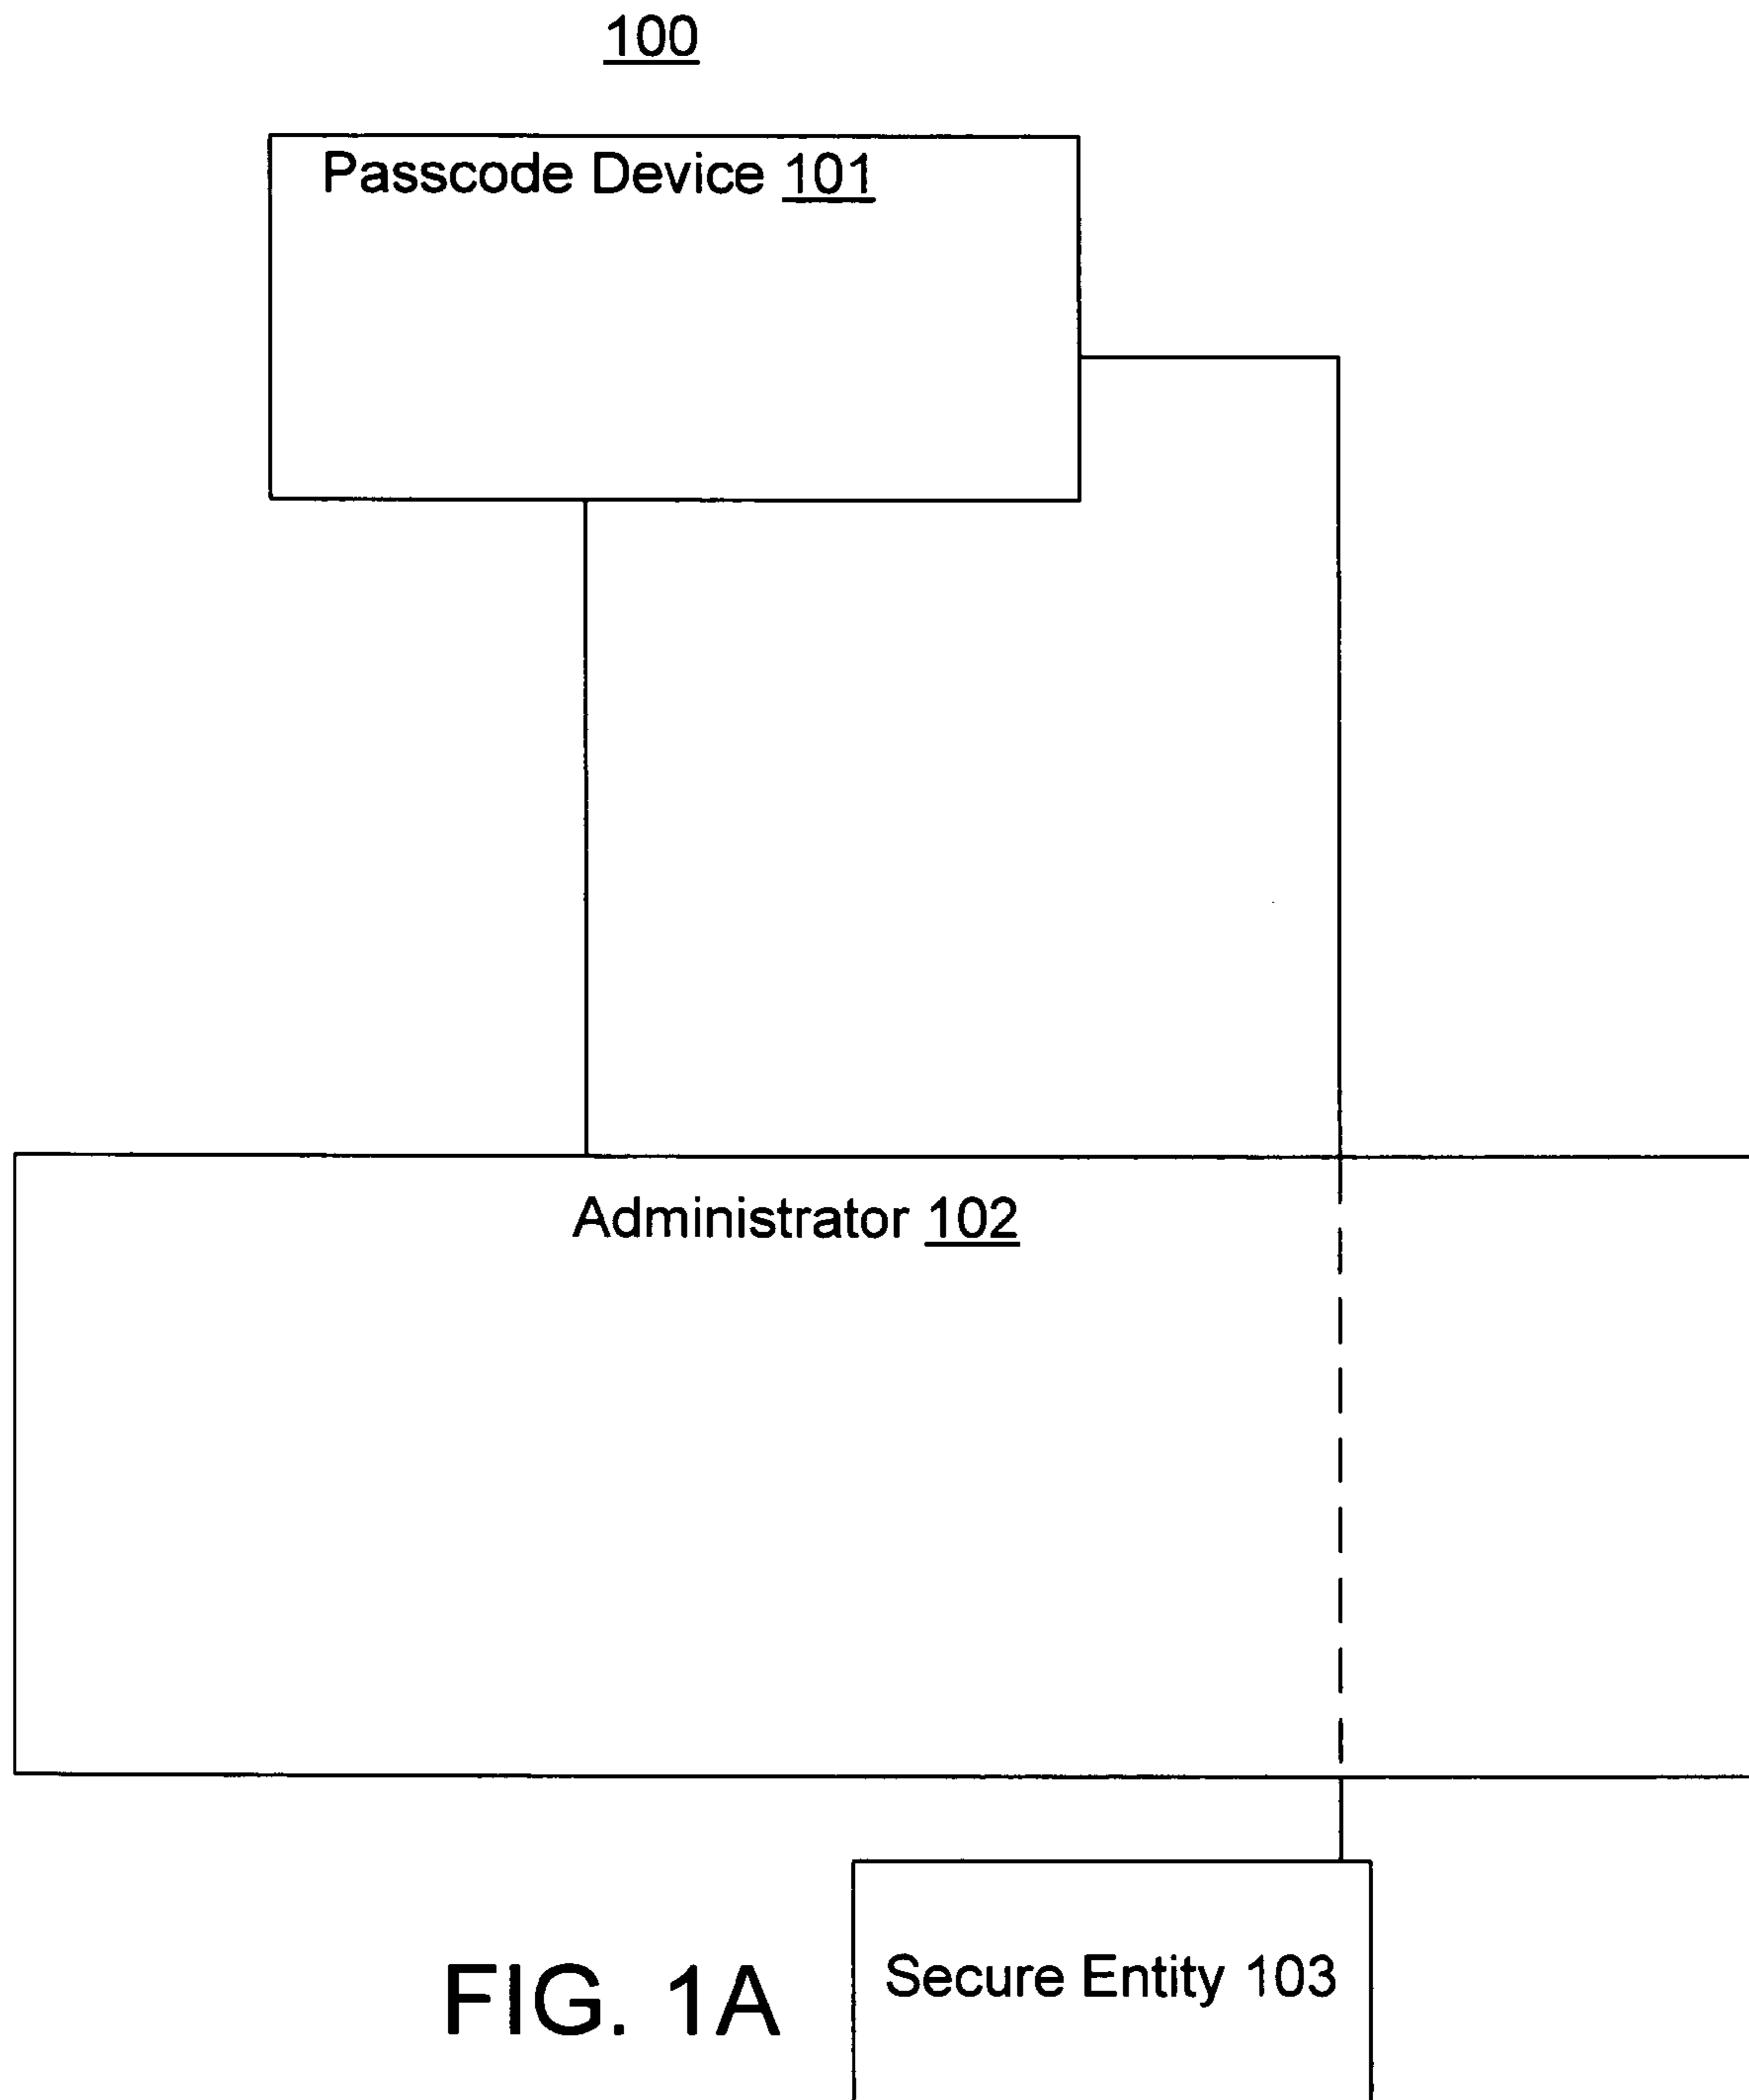 100
Passcode Device 101
Administrator 102
Secure Entity 103
FIG. 1A